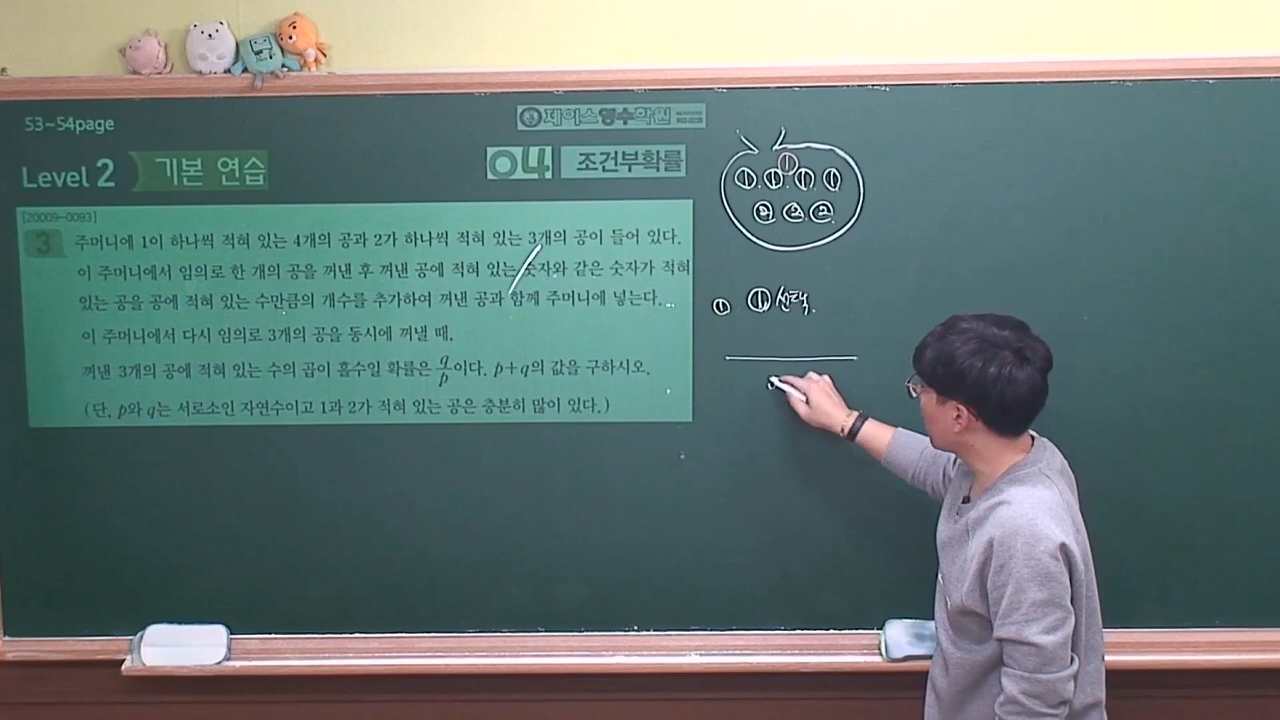 53~54page
제이스영수학원
Level 2 기본 연습
04 조건부확률
[20009-0093]
3 주머니에 1이 하나씩 적혀 있는 4개의 공과 2가 하나씩 적혀 있는 3개의 공이 들어 있다.
이 주머니에서 임의로 한 개의 공을 꺼낸 후 꺼낸 공에 적혀 있는 숫자와 같은 숫자가 적혀
있는 공을 공에 적혀 있는 수만큼의 개수를 추가하여 꺼낸 공과 함께 주머니에 넣는다.
이 주머니에서 다시 임의로 3개의 공을 동시에 꺼낼 때,
꺼낸 3개의 공에 적혀 있는 수의 곱이 홀수일 확률은 q/p이다. p+q의 값을 구하시오.
(단, p와 q는 서로소인 자연수이고 1과 2가 적혀 있는 공은 충분히 많이 있다.)
①
① ① ① ①
② ② ②
① ① 선택.